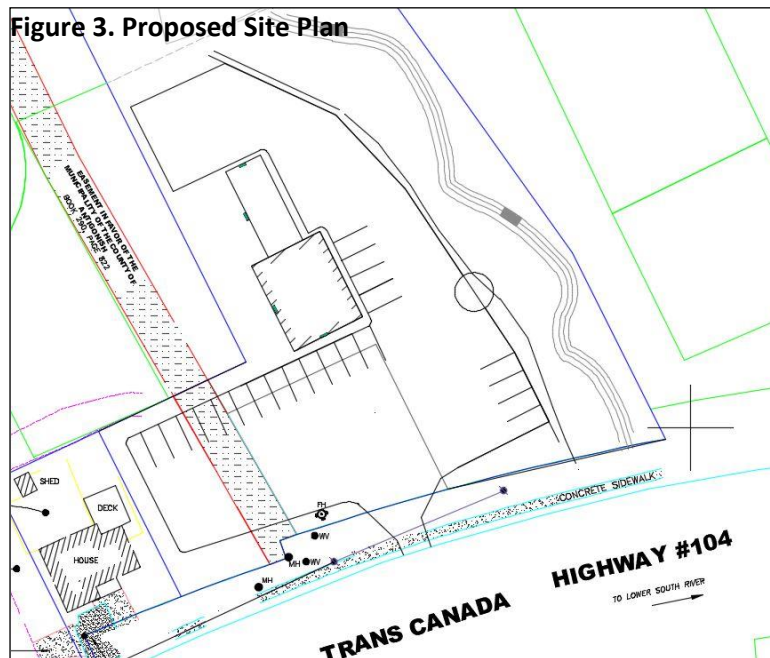 Figure 3. Proposed Site Plan
EASEMENT IN FAVOR OF THE
MUNICIPALITY OF THE COUNTY OF
ANTIGONISH
BOOK 290, PAGE 822
SHED
DECK
HOUSE
FH
WV
MH
WV
MH
CONCRETE SIDEWALK
TRANS CANADA HIGHWAY #104
TO LOWER SOUTH RIVER